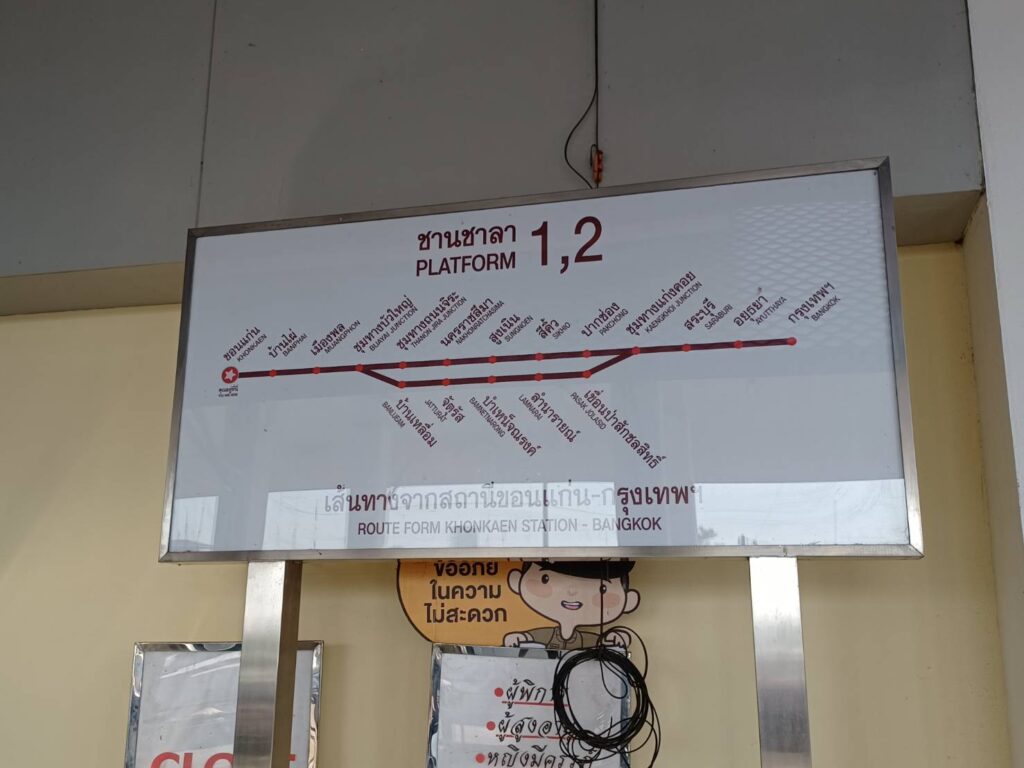 ชานชาลา
PLATFORM
1,2
ขอนแก่น
KHONKAEN
บ้านไผ่
BANPHAI
เมืองพล
MUANGPHON
ชุมทางบัวใหญ่
BUAYAI JUNCTION
ชุมทางถนนจิระ
THANON JIRA JUNCTION
นครราชสีมา
NAKHONRATCHASIMA
สูงเนิน
SUNGNOEN
สีคิ้ว
SIKHIO
ปากช่อง
PAKCHONG
ชุมทางแก่งคอย
KAENGKHOI JUNCTION
สระบุรี
SARABURI
อยุธยา
AYUTTHAYA
กรุงเทพฯ
BANGKOK
บ้านเหลื่อม
BANLUEAM
จัตุรัส
JATTURAT
บำเหน็จณรงค์
BAMNETNARONG
ลำนารายณ์
LAMNARAI
เขื่อนป่าสักชลสิทธิ์
PASAK JOLASID
เส้นทางจากสถานีขอนแก่น-กรุงเทพฯ
ROUTE FORM KHONKAEN STATION - BANGKOK
ขออภัย
ในความ
ไม่สะดวก